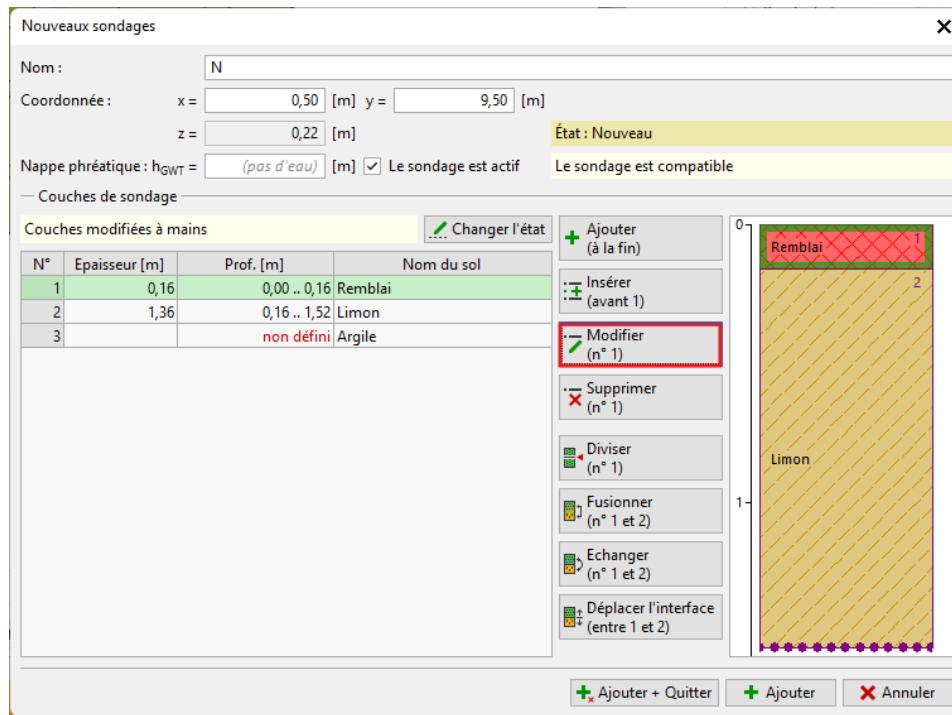 Nouveaux sondages
Nom :
N
Coordonnée : x = 0,50 [m] y = 9,50 [m]
z = 0,22 [m]
État : Nouveau
Nappe phréatique : hGWT = (pas d'eau) [m] Le sondage est actif
Le sondage est compatible
Couches de sondage
Couches modifiées à mains
Changer l'état
N° Epaisseur [m] Prof. [m] Nom du sol
1 0,16 0,00 .. 0,16 Remblai
2 1,36 0,16 .. 1,52 Limon
3 non défini Argile
Ajouter
(à la fin)
Insérer
(avant 1)
Modifier
(n° 1)
Supprimer
(n° 1)
Diviser
(n° 1)
Fusionner
(n° 1 et 2)
Echanger
(n° 1 et 2)
Déplacer l'interface
(entre 1 et 2)
0
Remblai
1
2
Limon
1
Ajouter + Quitter
Ajouter
Annuler